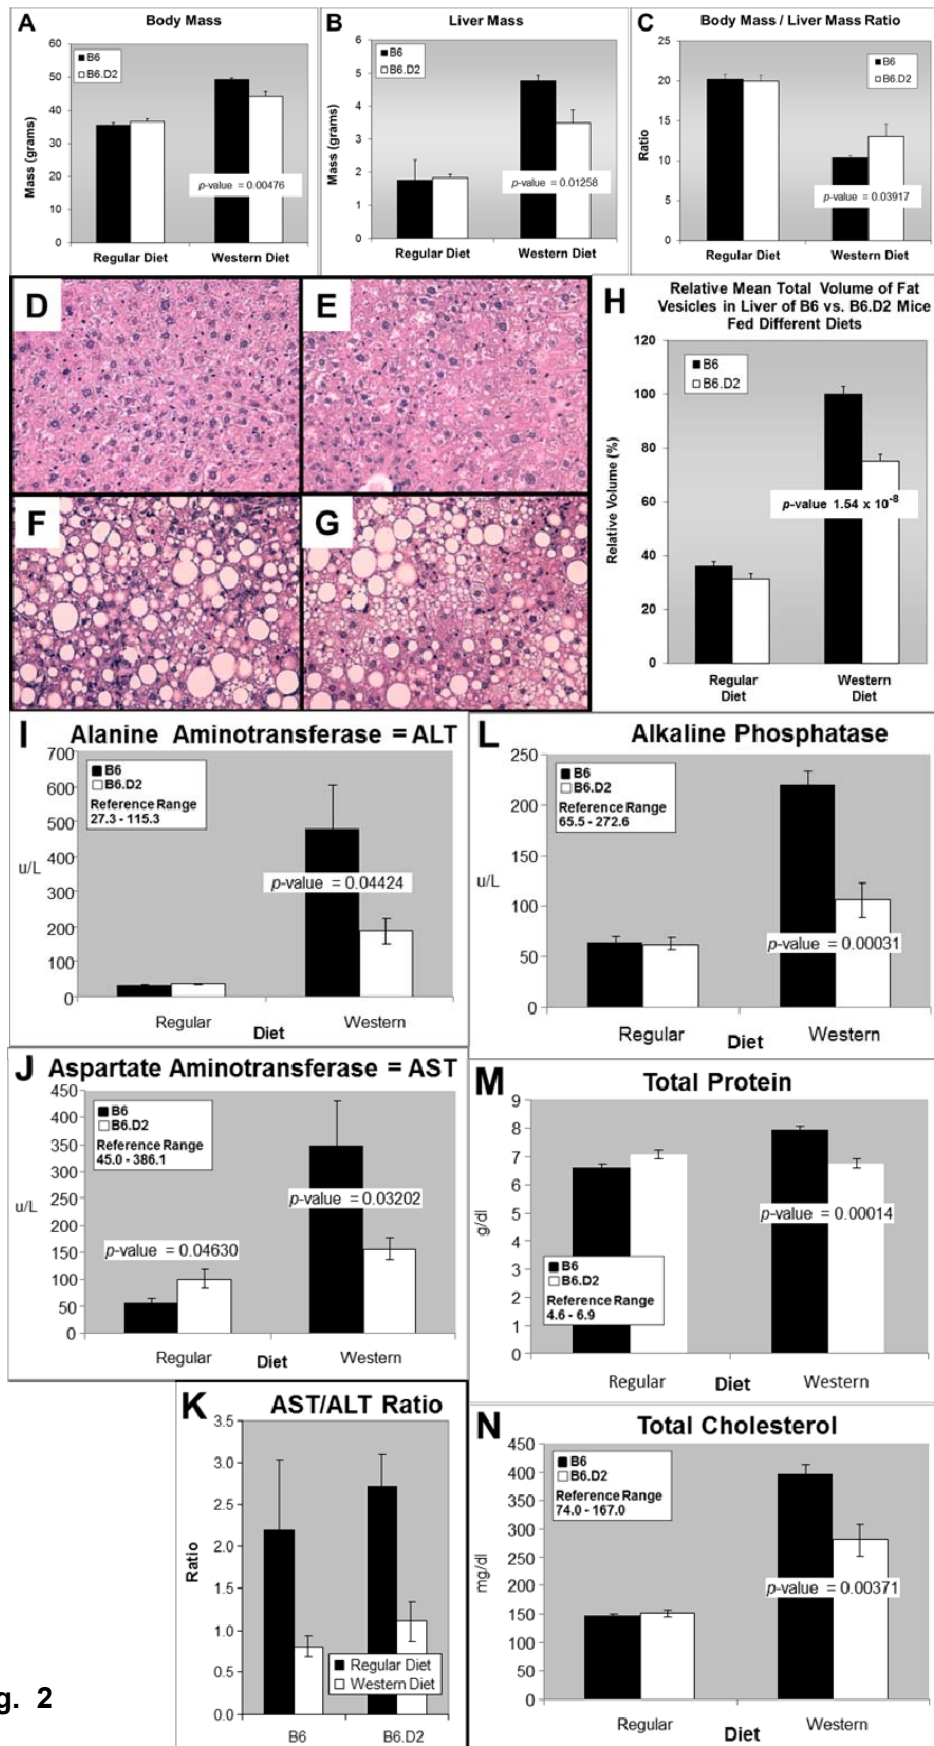 A
Body Mass
B6
B6.D2
Mass (grams)
60
50
40
30
20
10
0
p-value = 0.00476
Regular Diet
Western Diet
B
Liver Mass
B6
B6.D2
Mass (grams)
6
5
4
3
2
1
0
p-value = 0.01258
Regular Diet
Western Diet
C
Body Mass / Liver Mass Ratio
B6
B6.D2
Ratio
25
20
15
10
5
0
p-value = 0.03917
Regular Diet
Western Diet
D
E
F
G
H
Relative Mean Total Volume of Fat
Vesicles in Liver of B6 vs. B6.D2 Mice
Fed Different Diets
B6
B6.D2
Relative Volume (%)
120
100
80
60
40
20
0
p-value 1.54 x 10-8
Regular
Diet
Western
Diet
I
Alanine Aminotransferase = ALT
B6
B6.D2
Reference Range
27.3 - 115.3
u/L
700
600
500
400
300
200
100
0
p-value = 0.04424
Regular
Diet
Western
L
Alkaline Phosphatase
B6
B6.D2
Reference Range
65.5 - 272.6
u/L
250
200
150
100
50
0
p-value = 0.00031
Regular
Diet
Western
J
Aspartate Aminotransferase = AST
B6
B6.D2
Reference Range
45.0 - 386.1
u/L
450
400
350
300
250
200
150
100
50
0
p-value = 0.04630
p-value = 0.03202
Regular
Diet
Western
M
Total Protein
g/dl
9
8
7
6
5
4
3
2
1
0
p-value = 0.00014
B6
B6.D2
Reference Range
4.6 - 6.9
Regular
Diet
Western
K
AST/ALT Ratio
Ratio
3.5
3.0
2.5
2.0
1.5
1.0
0.5
0.0
Regular Diet
Western Diet
B6
B6.D2
N
Total Cholesterol
B6
B6.D2
Reference Range
74.0 - 167.0
mg/dl
450
400
350
300
250
200
150
100
50
0
p-value = 0.00371
Regular
Diet
Western
g. 2